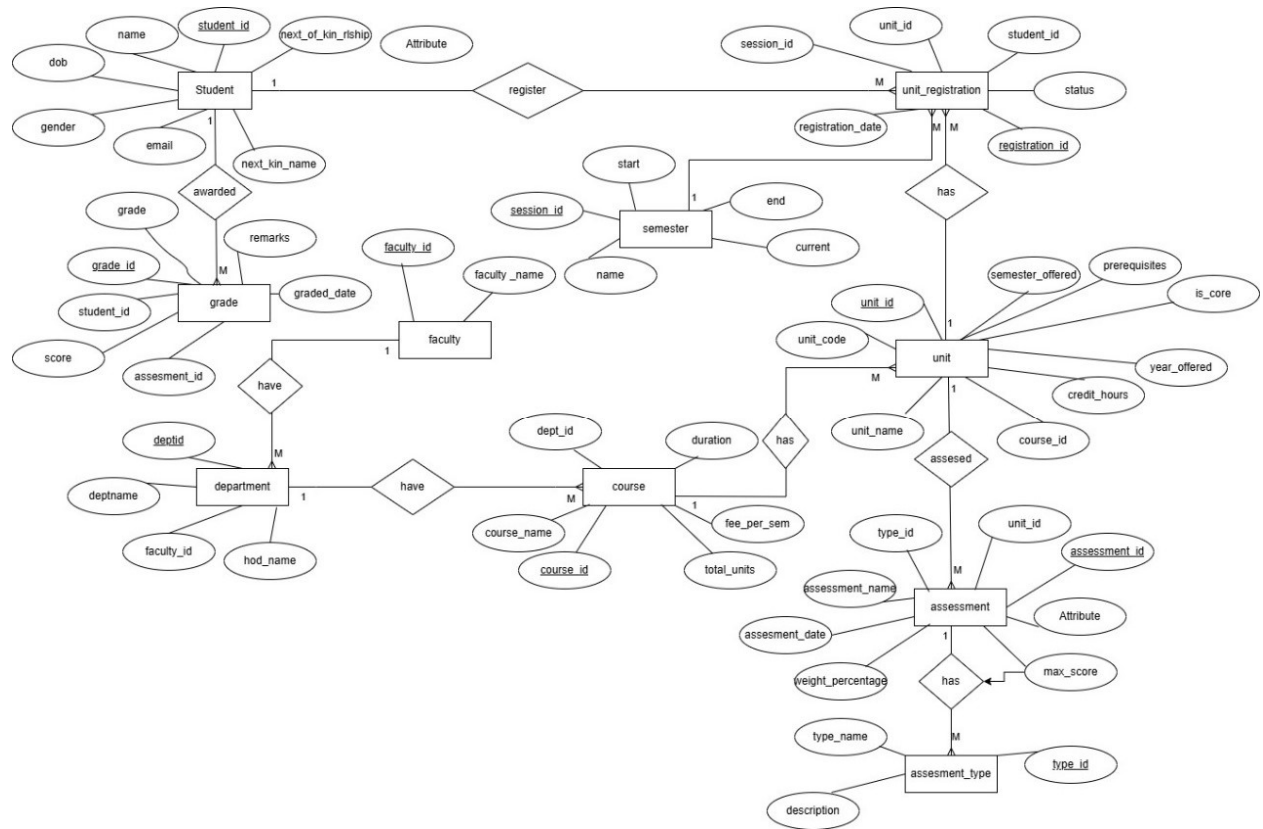 student_id
name
next_of_kin_rlship
Attribute
dob
Student
1
register
M
unit_registration
session_id
unit_id
student_id
status
gender
email
1
next_kin_name
registration_date
M
M
registration_id
awarded
start
has
grade
remarks
session_id
semester
1
end
current
name
grade_id
M
grade
graded_date
student_id
score
assesment_id
faculty_id
faculty _name
faculty
1
have
M
semester_offered
prerequisites
unit_id
is_core
unit_code
1
unit
M
1
year_offered
credit_hours
unit_name
course_id
deptid
deptname
department
1
faculty_id
hod_name
have
dept_id
duration
has
course
M
1
course_name
fee_per_sem
course_id
total_units
assesed
type_id
unit_id
assessment_id
M
assessment_name
assessment
Attribute
assesment_date
1
weight_percentage
has
max_score
M
type_name
assesment_type
type_id
description